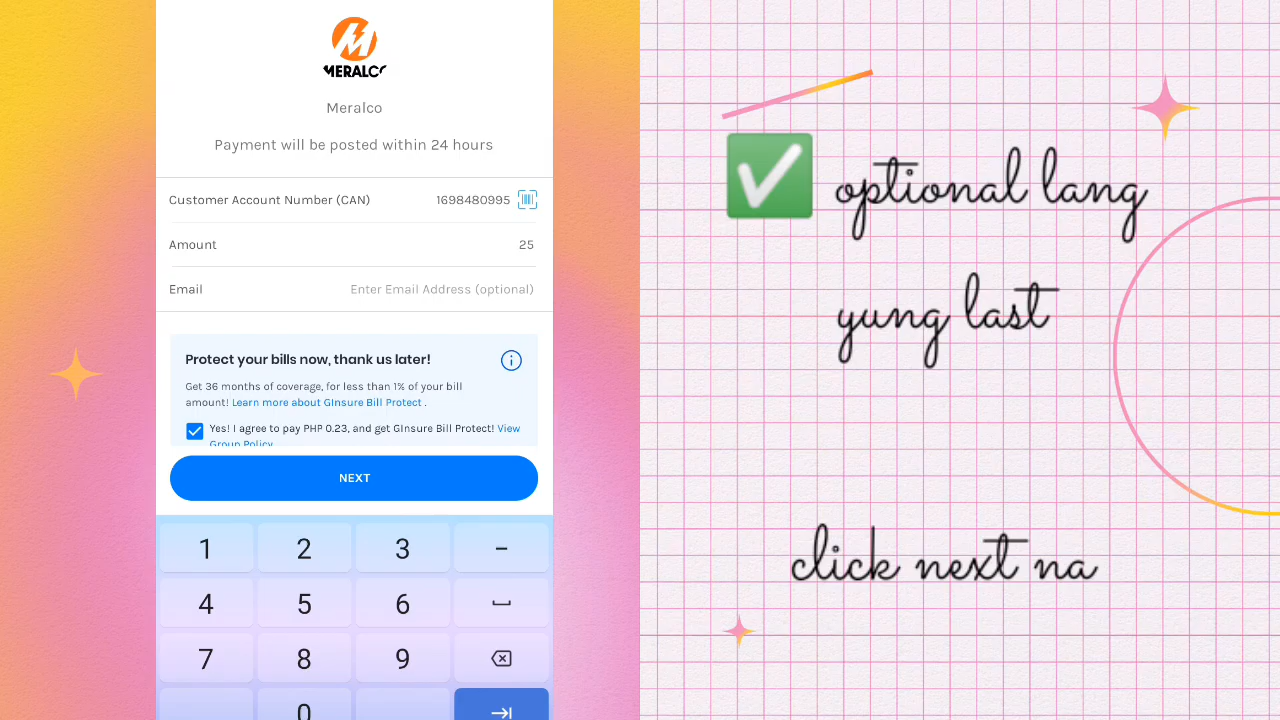 MERALCO
Meralco
Payment will be posted within 24 hours
Customer Account Number (CAN) 1698480995
Amount 25
Email Enter Email Address (optional)
Protect your bills now, thank us later!
Get 36 months of coverage, for less than 1% of your bill
amount! Learn more about GInsure Bill Protect .
Yes! I agree to pay PHP 0.23, and get GInsure Bill Protect! View
Group Policy
NEXT
1 2 3 -
4 5 6
7 8 9
0
✅ optional lang
yung last
click next na